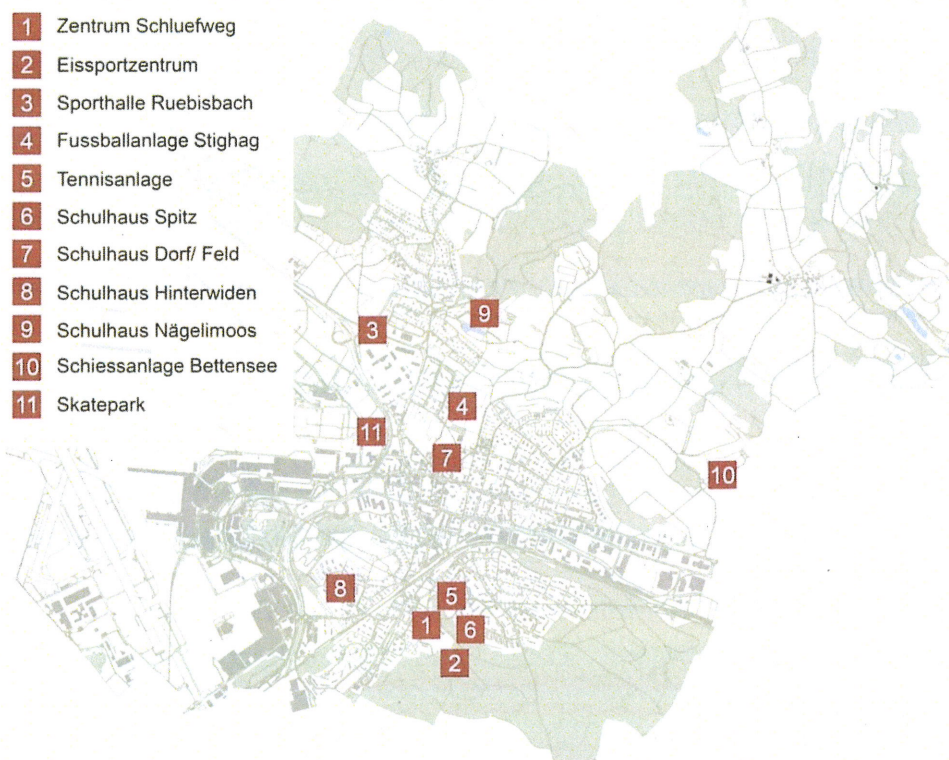 1 Zentrum Schluefweg
2 Eissportzentrum
3 Sporthalle Ruebisbach
4 Fussballanlage Stighag
5 Tennisanlage
6 Schulhaus Spitz
7 Schulhaus Dorf/ Feld
8 Schulhaus Hinterwiden
9 Schulhaus Nägelimoos
10 Schiessanlage Bettensee
11 Skatepark
9
3
4
11
7
10
8
5
1
6
2